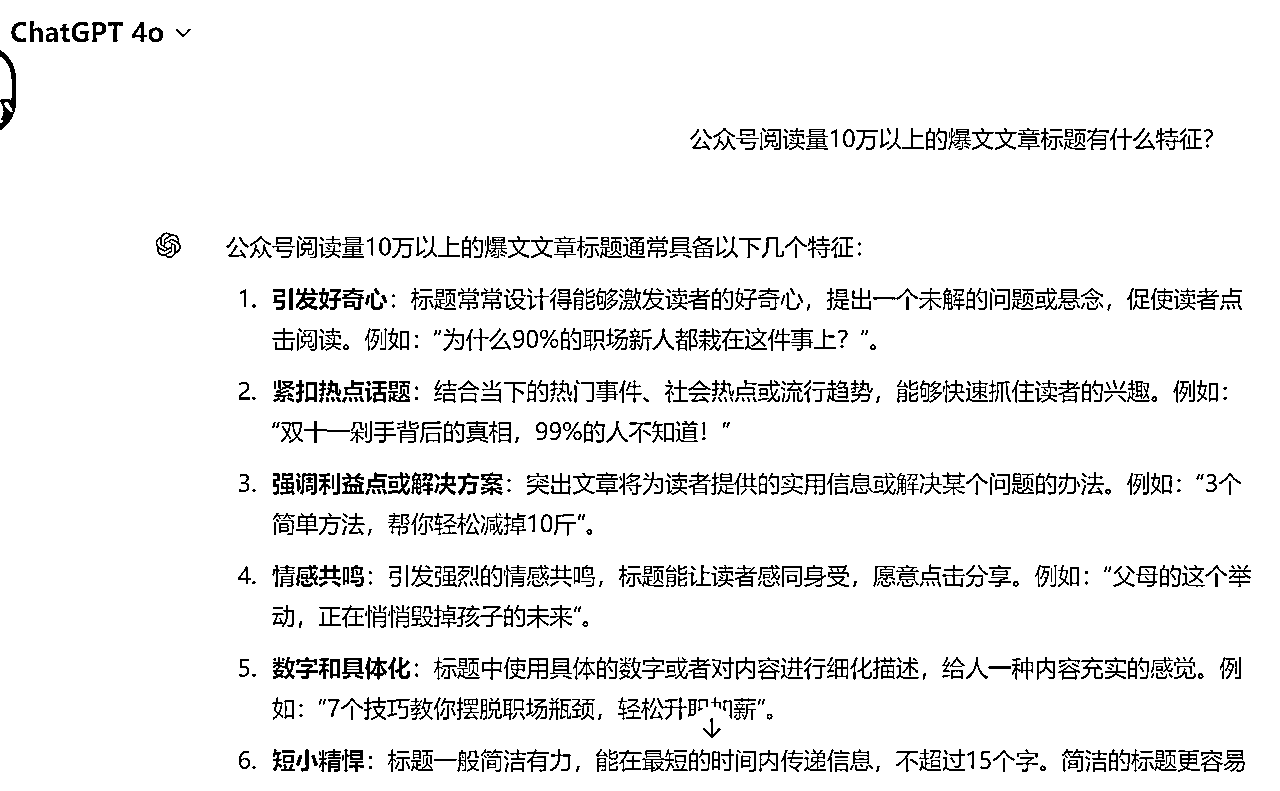 ChatGPT 4o
公众号阅读量10万以上的爆文文章标题有什么特征？
公众号阅读量10万以上的爆文文章标题通常具备以下几个特征：
1. 引发好奇心：标题常常设计得能够激发读者的好奇心，提出一个未解的问题或悬念，促使读者点
击阅读。例如：“为什么90%的职场新人都栽在这件事上？”。
2. 紧扣热点话题：结合当下的热门事件、社会热点或流行趋势，能够快速抓住读者的兴趣。例如：
“双十一剁手背后的真相，99%的人不知道！”
3. 强调利益点或解决方案：突出文章将为读者提供的实用信息或解决某个问题的办法。例如：“3个
简单方法，帮你轻松减掉10斤”。
4. 情感共鸣：引发强烈的情感共鸣，标题能让读者感同身受，愿意点击分享。例如：“父母的这个举
动，正在悄悄毁掉孩子的未来”。
5. 数字和具体化：标题中使用具体的数字或者对内容进行细化描述，给人一种内容充实的感觉。例
如：“7个技巧教你摆脱职场瓶颈，轻松升职加薪”。
6. 短小精悍：标题一般简洁有力，能在最短的时间内传递信息，不超过15个字。简洁的标题更容易